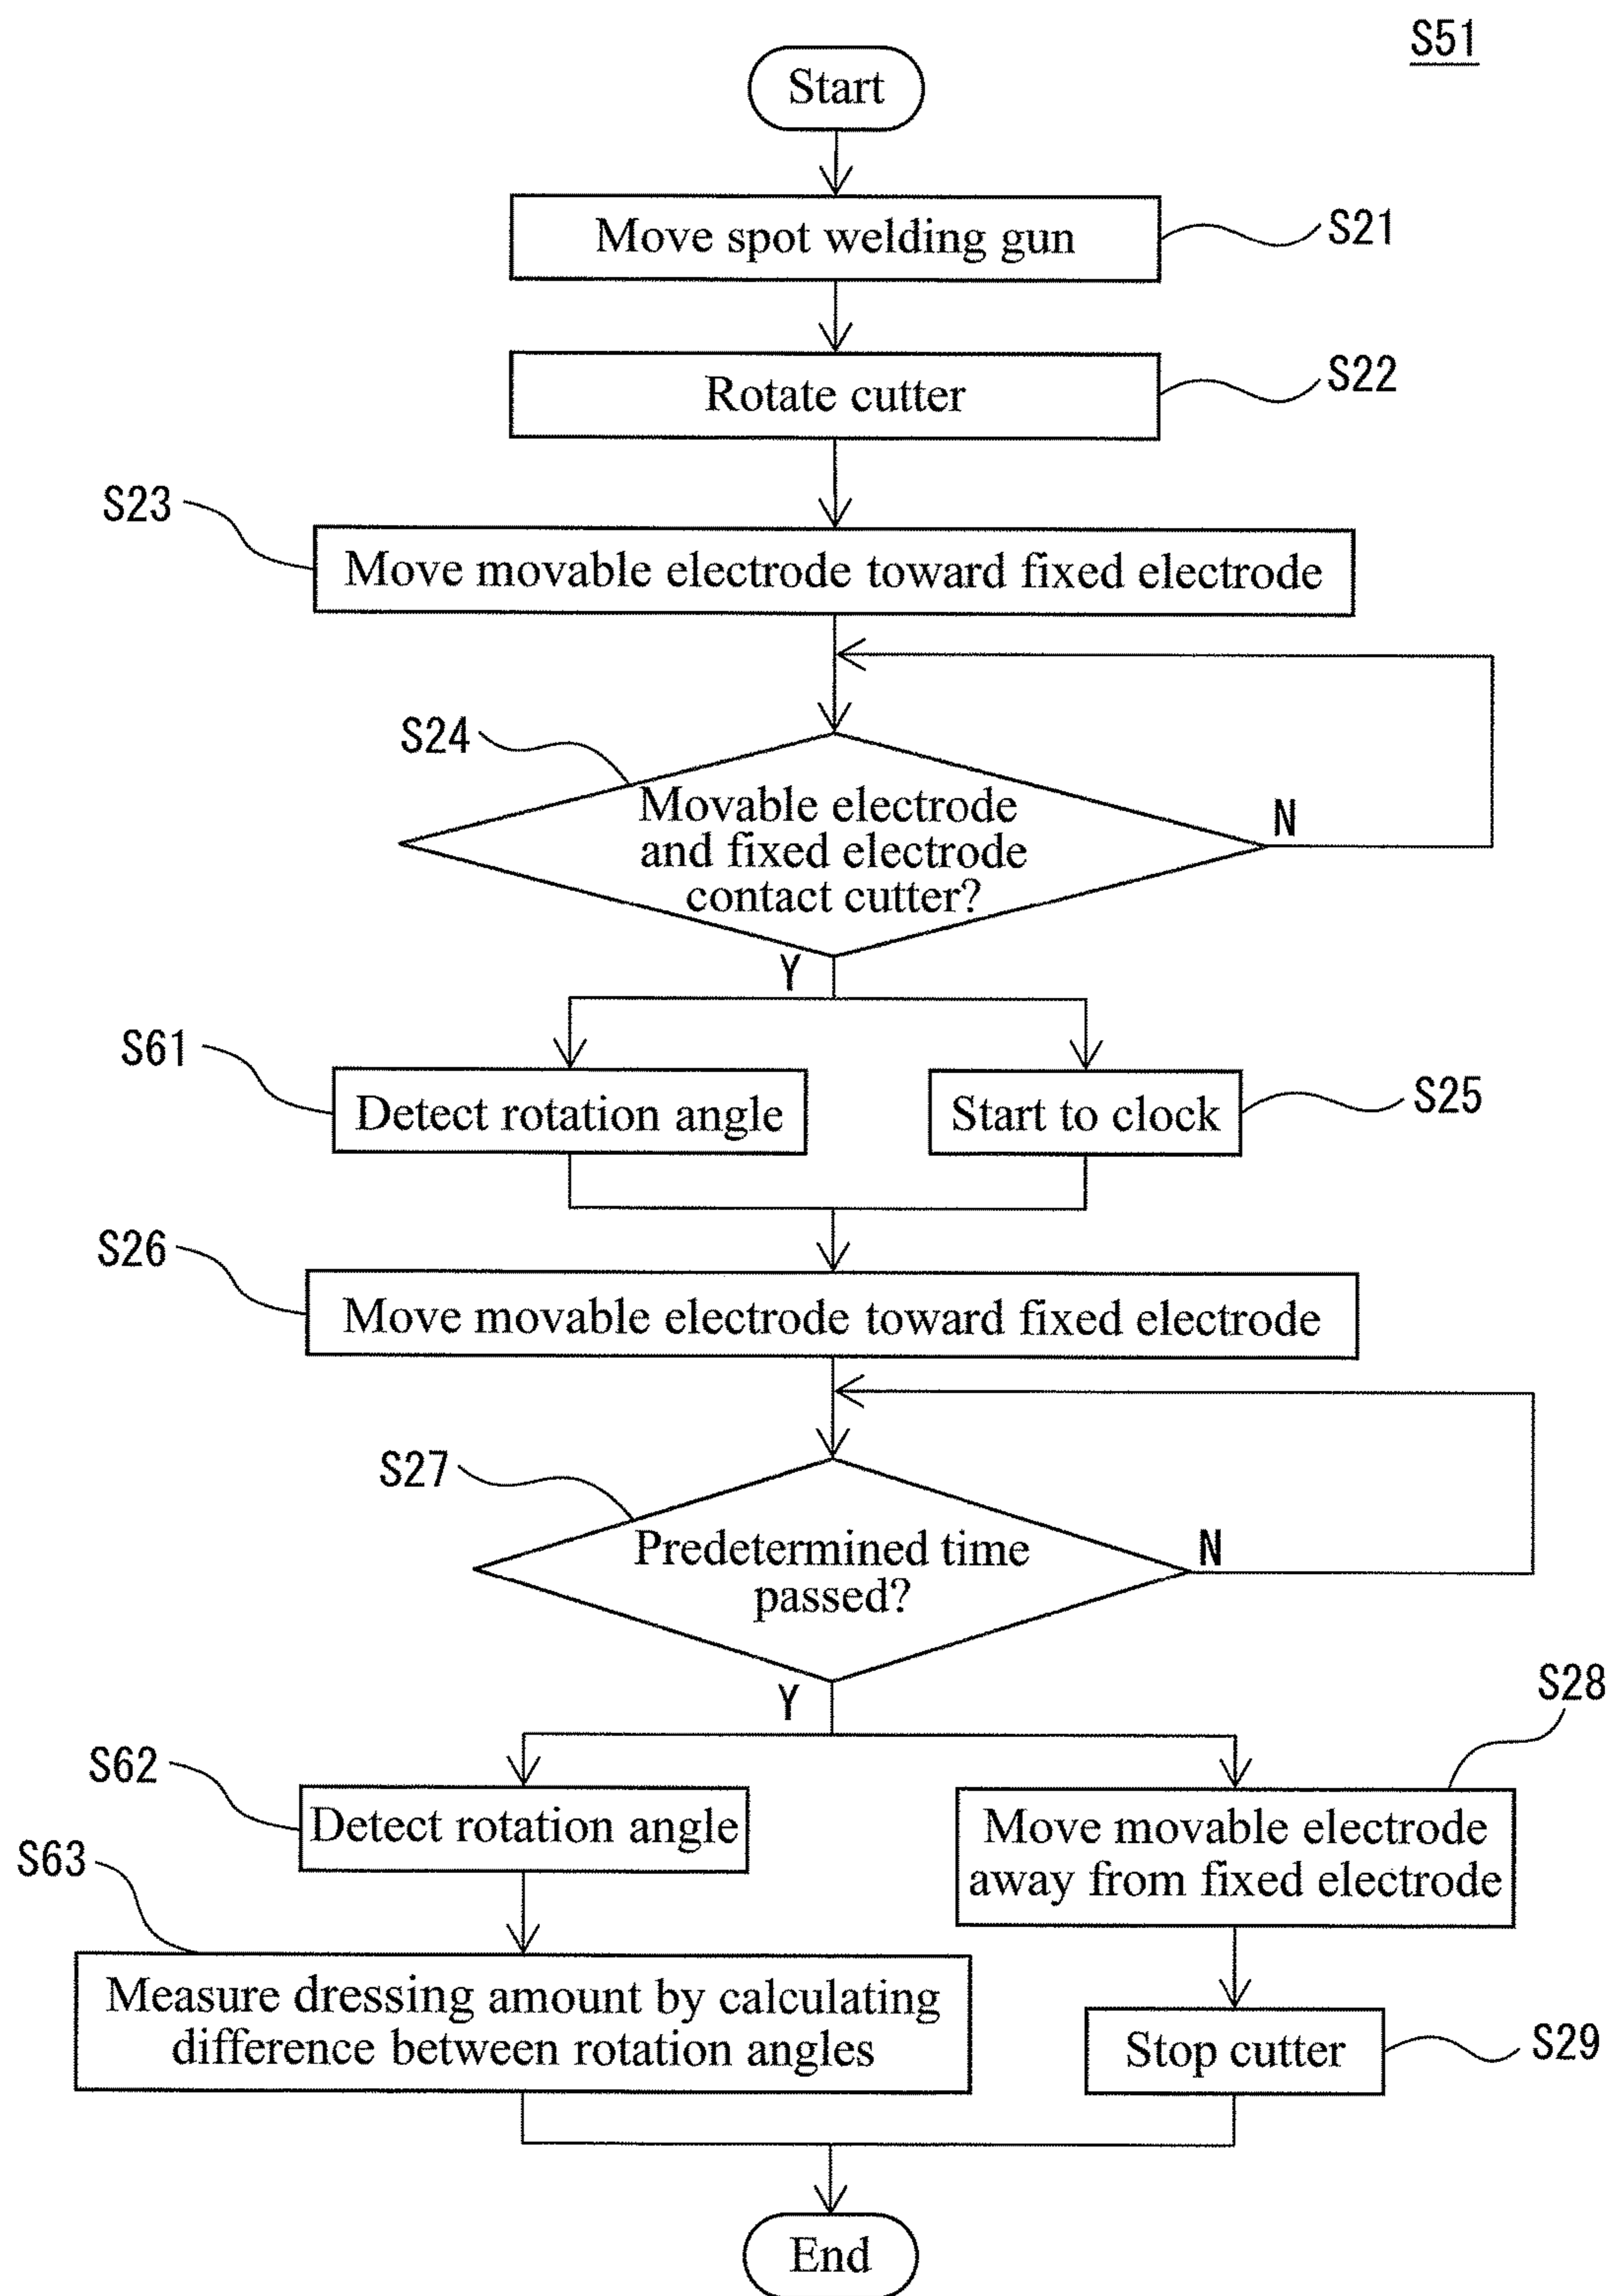 S51
Start
Move spot welding gun
S21
Rotate cutter
S22
S23
Move movable electrode toward fixed electrode
S24
Movable electrode
and fixed electrode
contact cutter?
N
Y
S61
Detect rotation angle
Start to clock
S25
S26
Move movable electrode toward fixed electrode
S27
Predetermined time
passed?
N
Y
S28
S62
Detect rotation angle
Move movable electrode
away from fixed electrode
S63
Measure dressing amount by calculating
difference between rotation angles
Stop cutter
S29
End